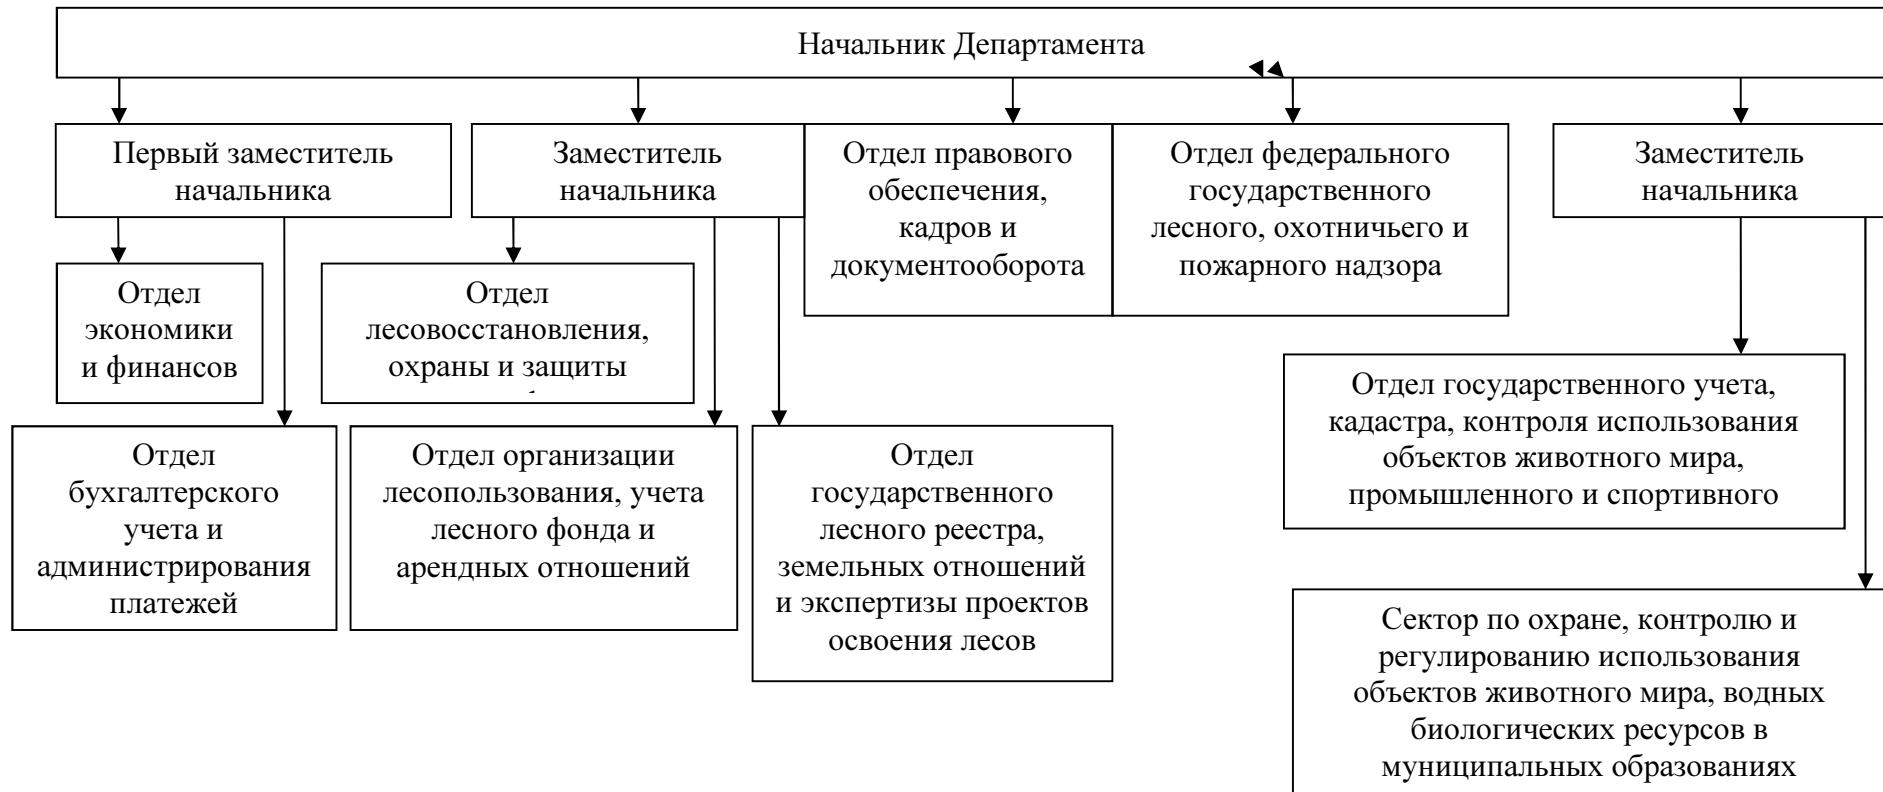 Начальник Департамента
Первый заместитель
начальника
Заместитель
начальника
Отдел правового
обеспечения,
кадров и
документооборота
Отдел федерального
государственного
лесного, охотничьего и
пожарного надзора
Заместитель
начальника
Отдел
экономики
и финансов
Отдел
лесовосстановления,
охраны и защиты
Отдел государственного учета,
кадастра, контроля использования
объектов животного мира,
промышленного и спортивного
Отдел
бухгалтерского
учета и
администрирования
платежей
Отдел организации
лесопользования, учета
лесного фонда и
арендных отношений
Отдел
государственного
лесного реестра,
земельных отношений
и экспертизы проектов
освоения лесов
Сектор по охране, контролю и
регулированию использования
объектов животного мира, водных
биологических ресурсов в
муниципальных образованиях